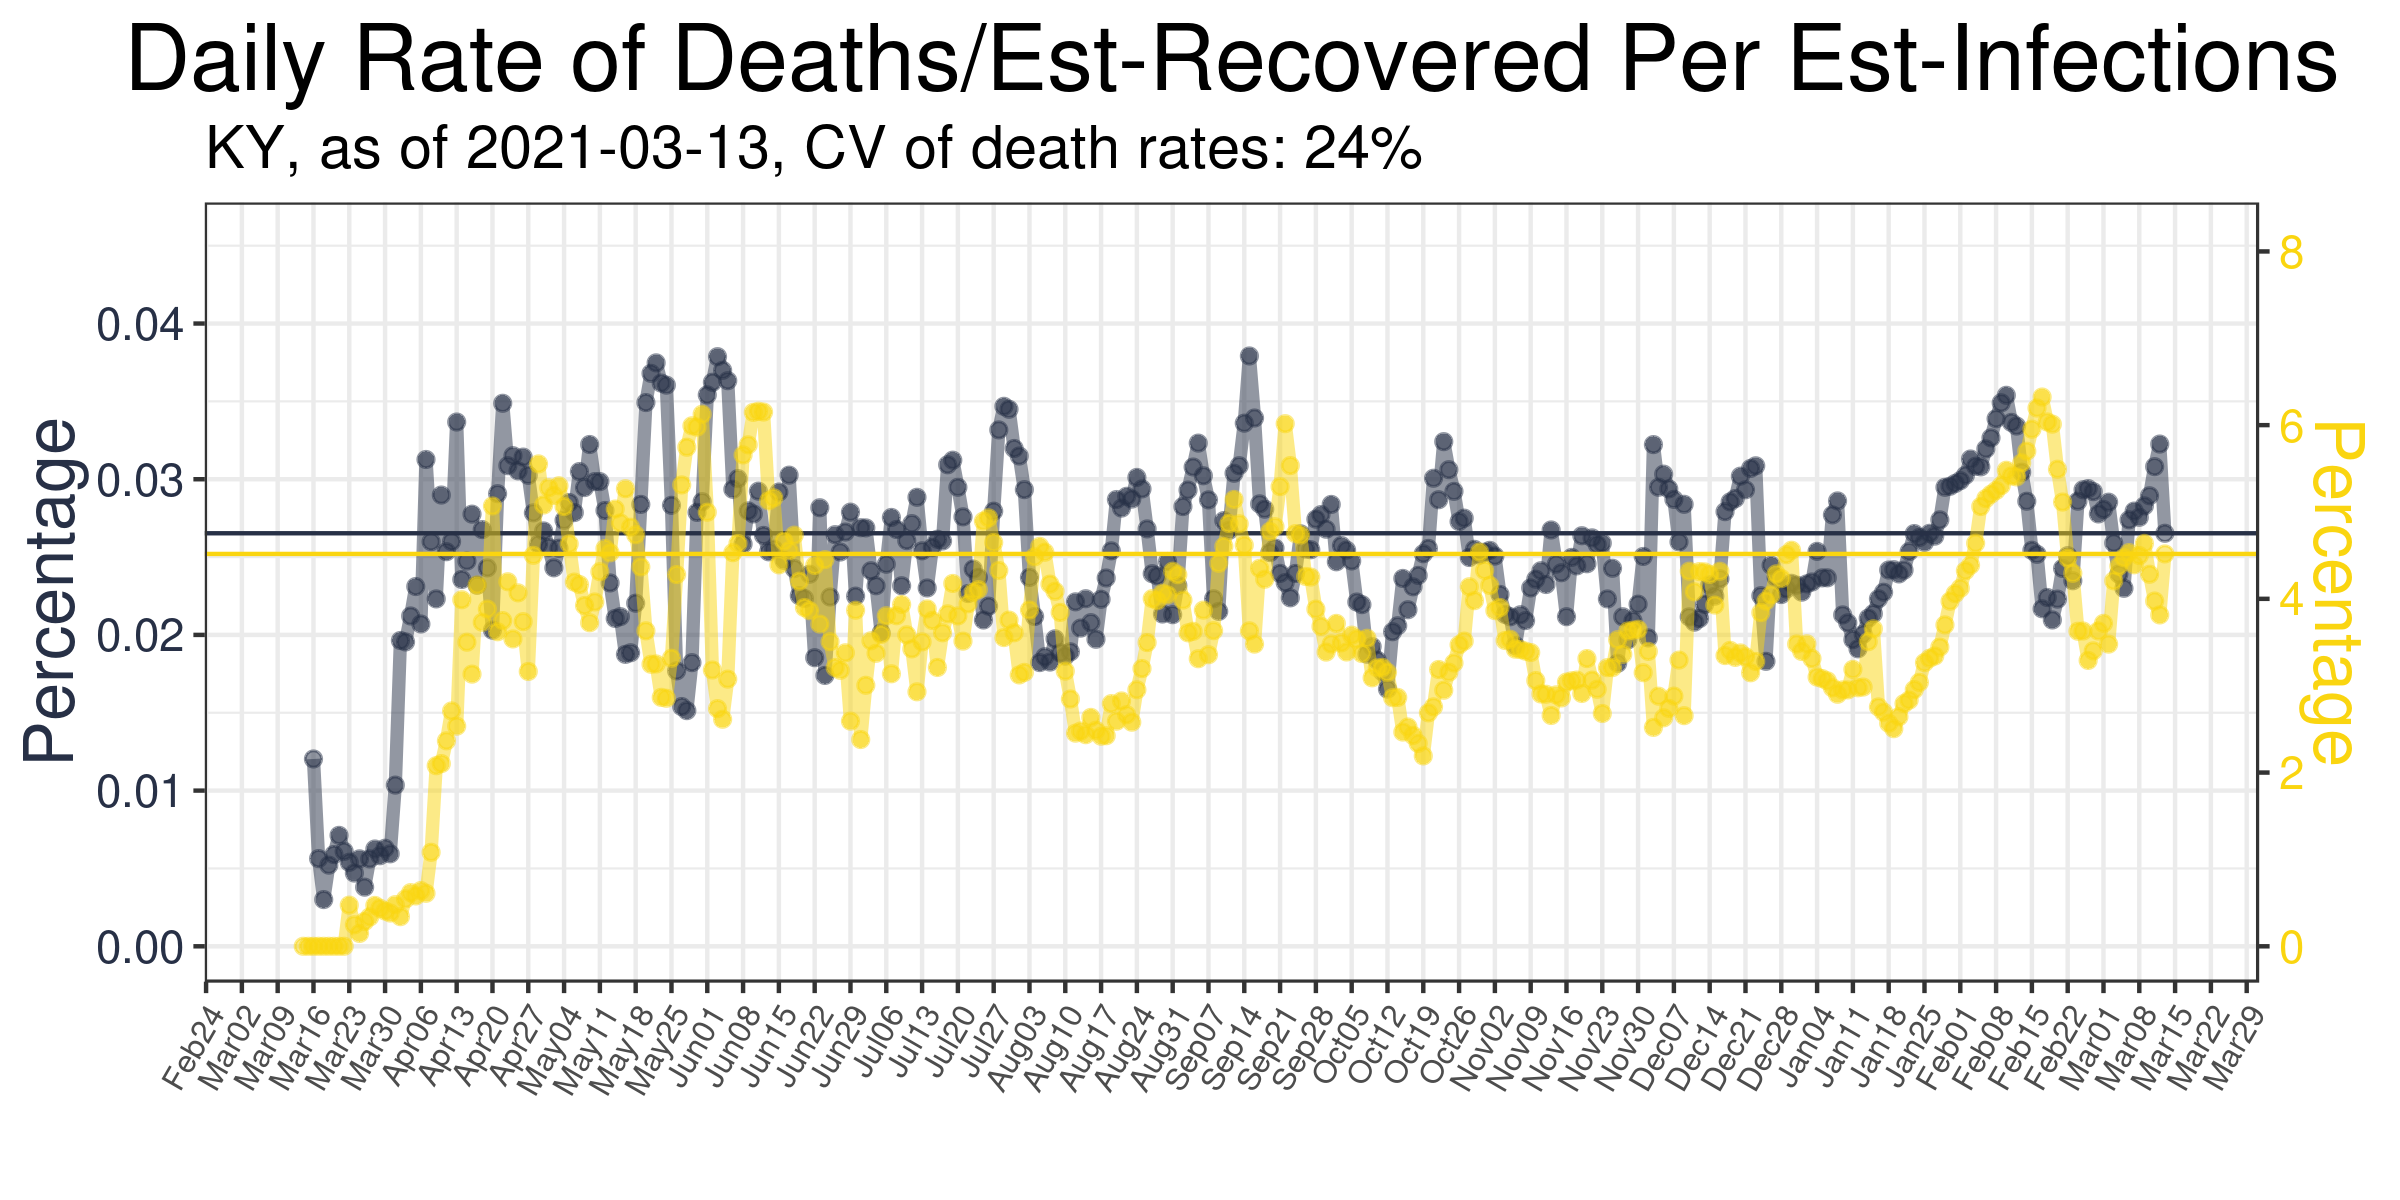 Daily Rate of Deaths/Est-Recovered Per Est-Infections
KY, as of 2021-03-13, CV of death rates: 24%
Percentage
0.04
0.03
0.02
0.01
0.00
8
6
4
2
0
Percentage
Feb24
Mar02
Mar09
Mar16
Mar23
Mar30
Apr06
Apr13
Apr20
Apr27
May04
May11
May18
May25
Jun01
Jun08
Jun15
Jun22
Jun29
Jul06
Jul13
Jul20
Jul27
Aug03
Aug10
Aug17
Aug24
Aug31
Sep07
Sep14
Sep21
Sep28
Oct05
Oct12
Oct19
Oct26
Nov02
Nov09
Nov16
Nov23
Nov30
Dec07
Dec14
Dec21
Dec28
Jan04
Jan11
Jan18
Jan25
Feb01
Feb08
Feb15
Feb22
Mar01
Mar08
Mar15
Mar22
Mar29